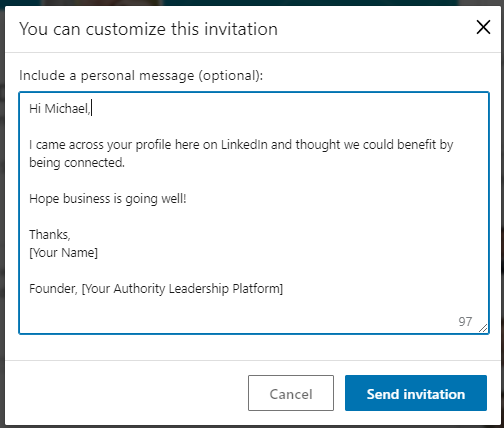 You can customize this invitation
Include a personal message (optional):
Hi Michael,
I came across your profile here on LinkedIn and thought we could benefit by
being connected.
Hope business is going well!
Thanks,
[Your Name]
Founder, [Your Authority Leadership Platform]
97
Cancel
Send invitation